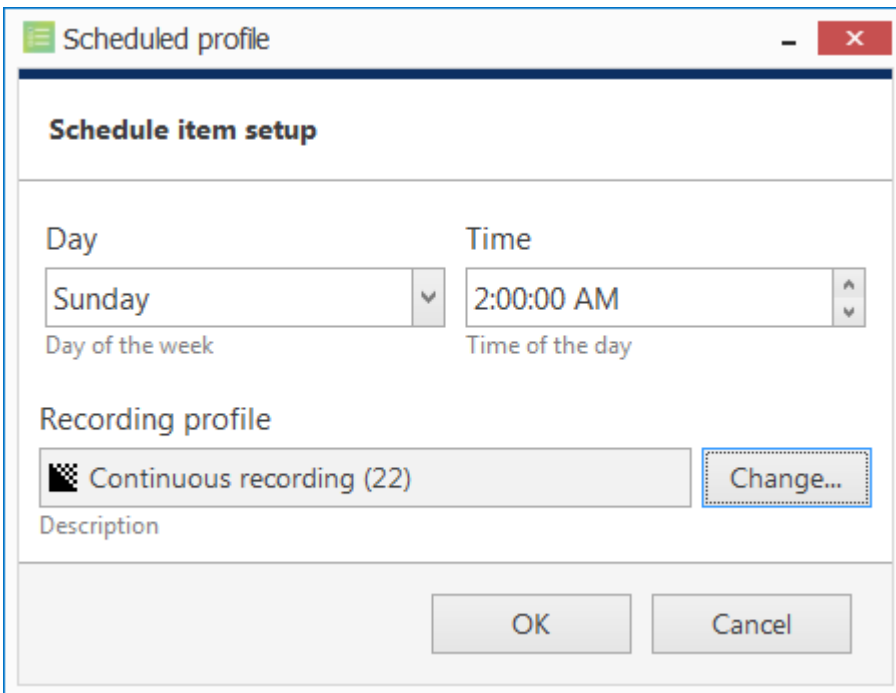 Scheduled profile
Schedule item setup
Day
Time
Sunday
2:00:00 AM
Day of the week
Time of the day
Recording profile
Continuous recording (22)
Change...
Description
OK
Cancel